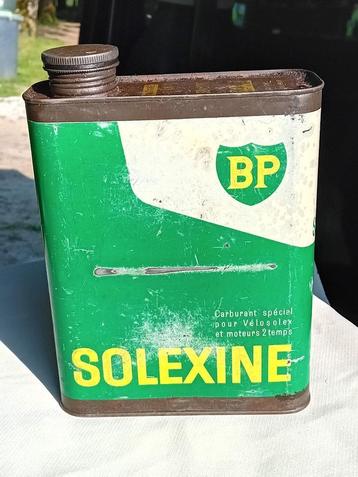 BP
Carburant spécial
pour Vélosolex
et moteurs 2 temps
SOLEXINE